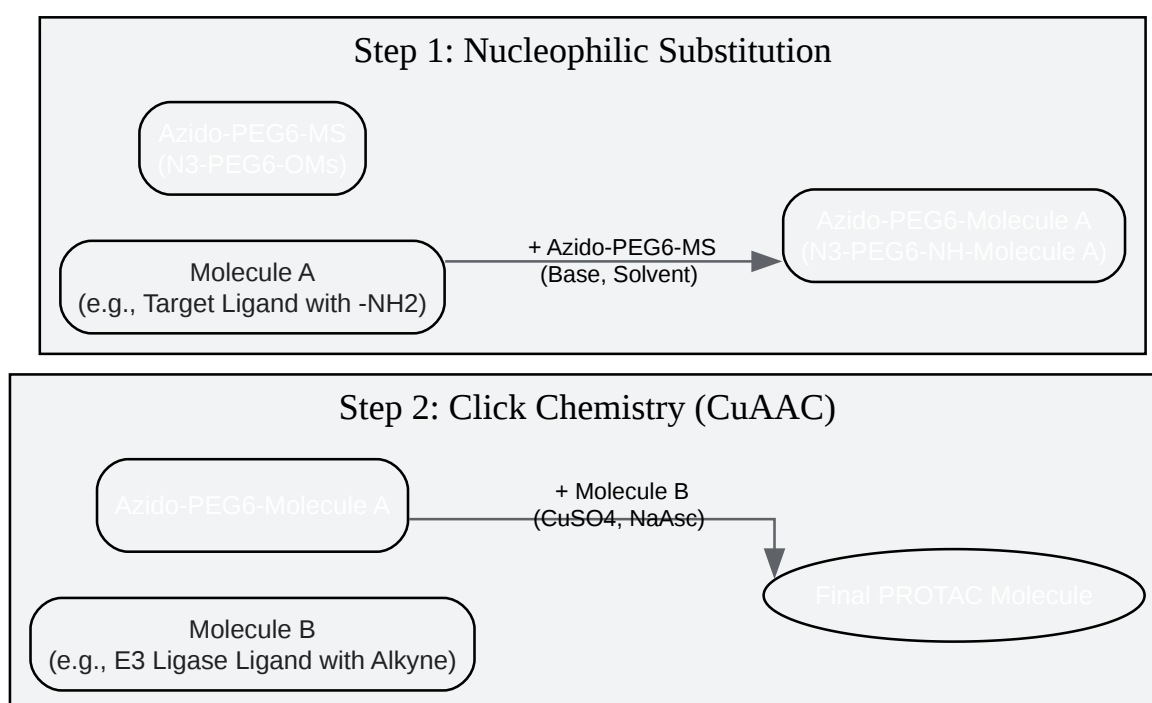 Step 1: Nucleophilic Substitution
Azido-PEG6-MS
(N3-PEG6-OMs)
Molecule A
(e.g., Target Ligand with -NH2)
+ Azido-PEG6-MS
(Base, Solvent)
Azido-PEG6-Molecule A
(N3-PEG6-NH-Molecule A)
Step 2: Click Chemistry (CuAAC)
Azido-PEG6-Molecule A
+ Molecule B
(CuSO4, NaAsc)
Final PROTAC Molecule
Molecule B
(e.g., E3 Ligase Ligand with Alkyne)